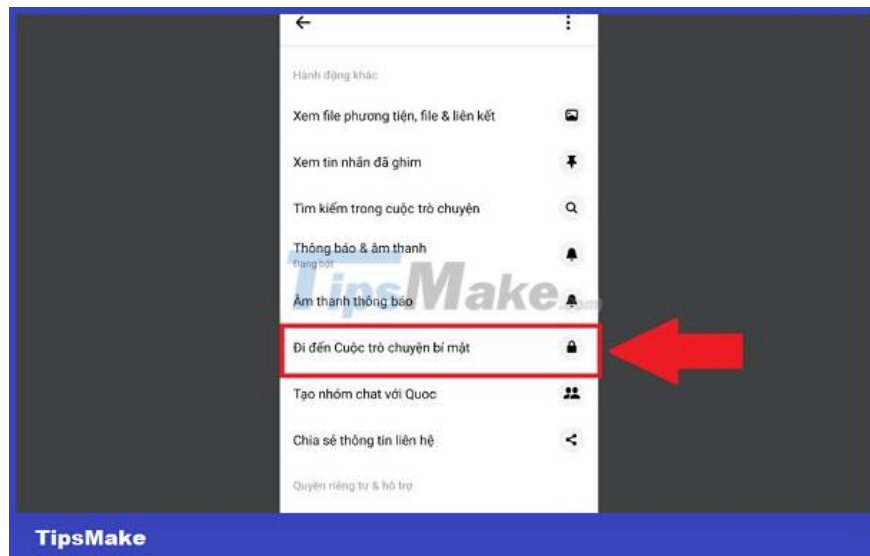 Hành động khác
Xem file phương tiện, file & liên kết
Xem tin nhắn đã ghim
Tìm kiếm trong cuộc trò chuyện
Thông báo & âm thanh
Đang bật
TipsMake.com
Âm thanh thông báo
Đi đến Cuộc trò chuyện bí mật
Tạo nhóm chat với Quoc
Chia sẻ thông tin liên hệ
Quyền riêng tư & hỗ trợ
TipsMake